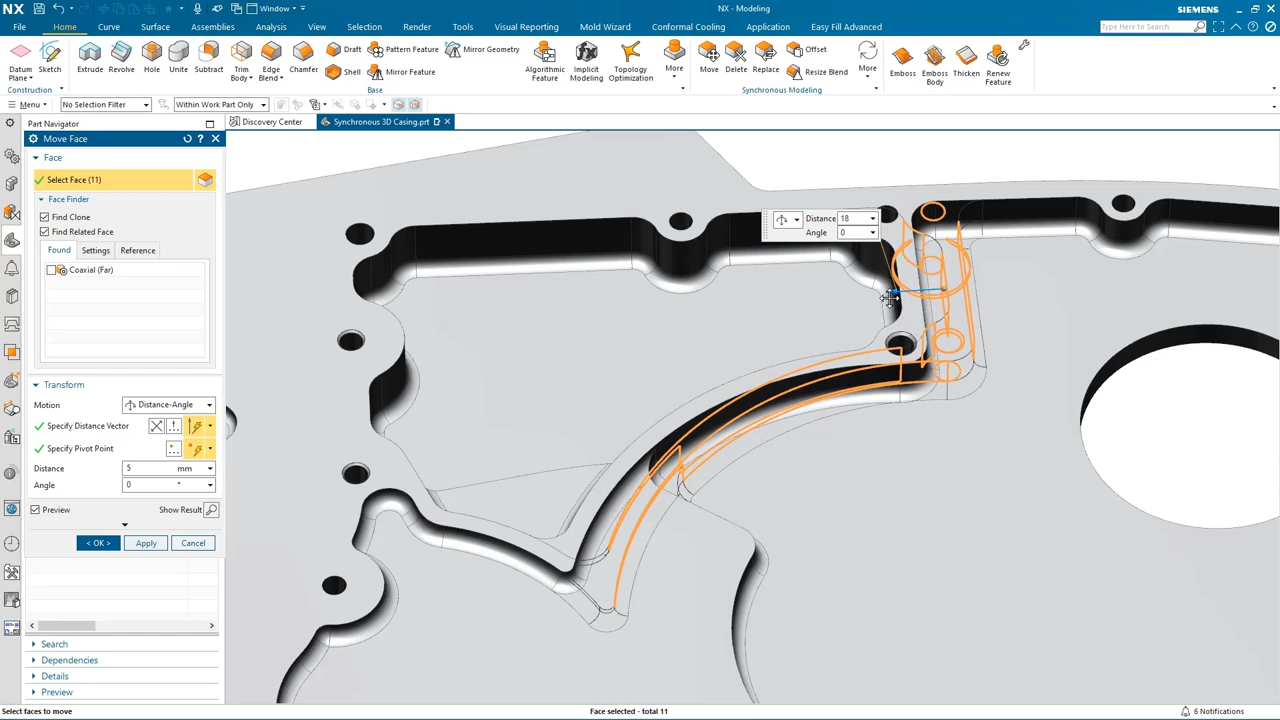 NX
Window
NX - Modeling
SIEMENS
File Home Curve Surface Assemblies Analysis View Selection Render Tools Visual Reporting Mold Wizard Conformal Cooling Application Easy Fill Advanced
Type Here to Search
Datum Plane
Sketch
Construction
Extrude
Revolve
Hole
Unite
Subtract
Trim Body
Edge Blend
Chamfer
Draft
Shell
Pattern Feature
Mirror Feature
Mirror Geometry
Algorithmic Feature
Implicit Modeling
Topology Optimization
More
Base
Move
Delete
Replace
Offset
Resize Blend
More
Synchronous Modeling
Emboss
Emboss Body
Thicken
Renew Feature
Menu
No Selection Filter
Within Work Part Only
Part Navigator
Discovery Center
Synchronous 3D Casing.prt
Move Face
Face
Select Face (11)
Face Finder
Find Clone
Find Related Face
Found Settings Reference
Coaxial (Far)
Distance 18
Angle 0
Transform
Motion Distance-Angle
Specify Distance Vector
Specify Pivot Point
Distance 5 mm
Angle 0 °
Preview Show Result
< OK > Apply Cancel
Search
Dependencies
Details
Preview
Select faces to move
Face selected - total 11
6 Notifications